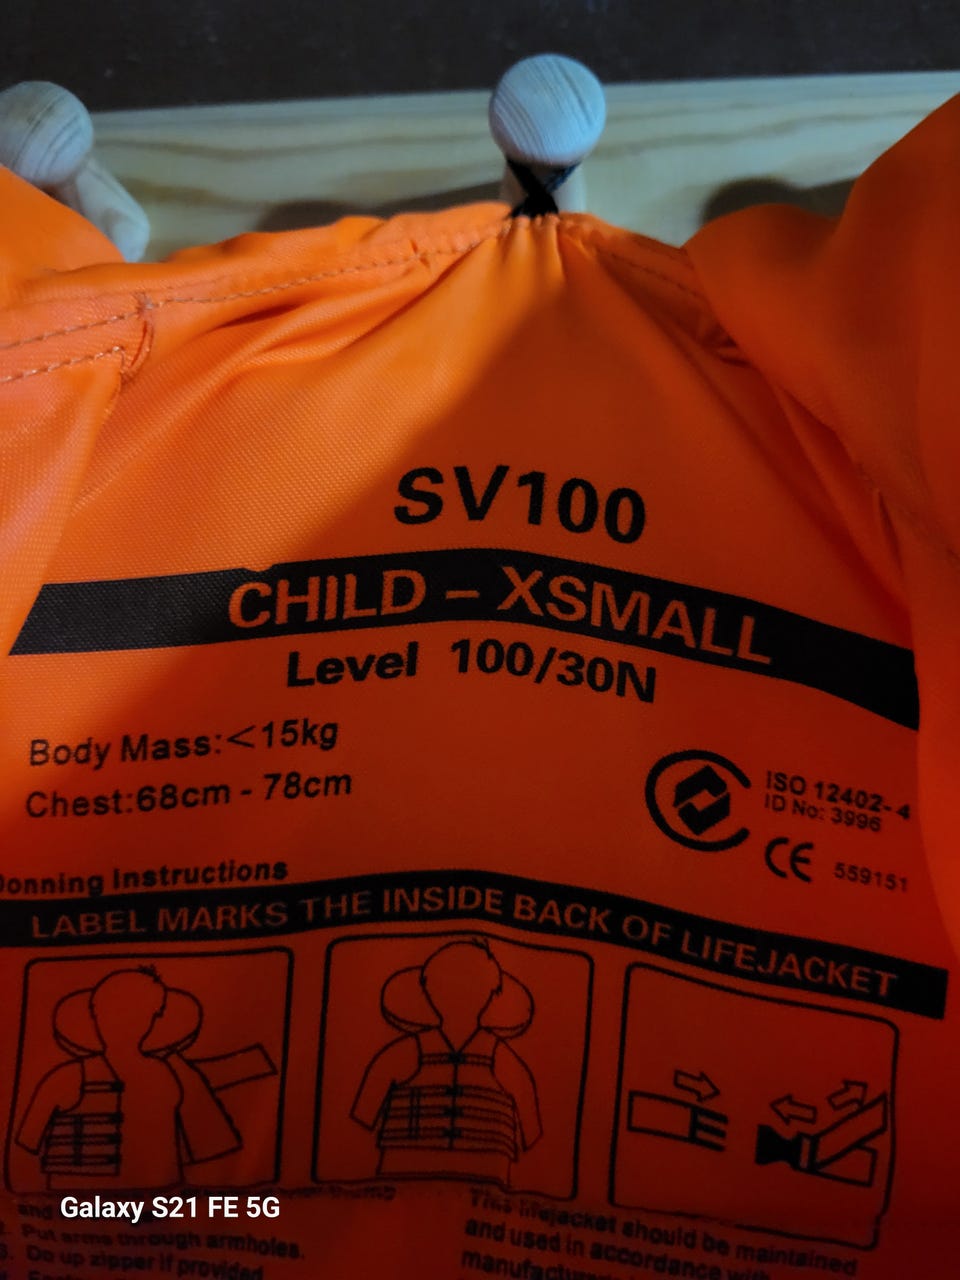 SV100
CHILD – XSMALL
Level 100/30N
Body Mass:<15kg
Chest:68cm - 78cm
ISO 12402-4
ID No: 3996
CE 559151
Donning Instructions
LABEL MARKS THE INSIDE BACK OF LIFEJACKET
and
Put arms through armholes.
3. Do up zipper if provided
This lifejacket should be maintained
and used in accordance with
Galaxy S21 FE 5G